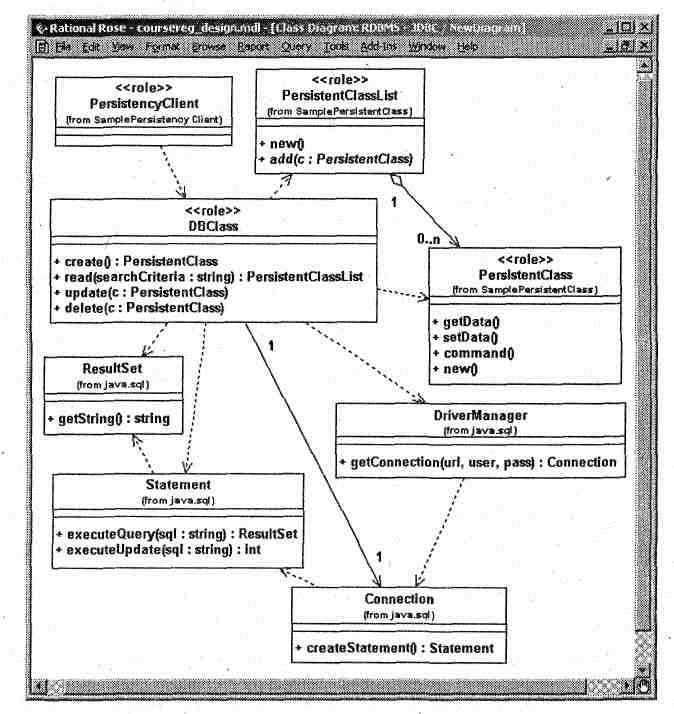 Rational Rose - coursereg_design.mdl - [Class Diagram: RDBMS - JDBC / NewDiagram]
File Edit View Format Browse Report Query Tools Add-Ins Window Help
<<role>>
PersistencyClient
(from SamplePersistency Client)
<<role>>
PersistentClassList
(from SamplePersistentClass)
+ new()
+ add(c : PersistentClass)
1
0..n
<<role>>
DBClass
+ create() : PersistentClass
+ read(searchCriteria : string) : PersistentClassList
+ update(c : PersistentClass)
+ delete(c : PersistentClass)
<<role>>
PersistentClass
(from SamplePersistentClass)
+ getData()
+ setData()
+ command()
+ new()
1
ResultSet
(from java.sql)
+ getString() : string
DriverManager
(from java.sql)
+ getConnection(url, user, pass) : Connection
Statement
(from java.sql)
+ executeQuery(sql : string) : ResultSet
+ executeUpdate(sql : string) : int
1
Connection
(from java.sql)
+ createStatement() : Statement